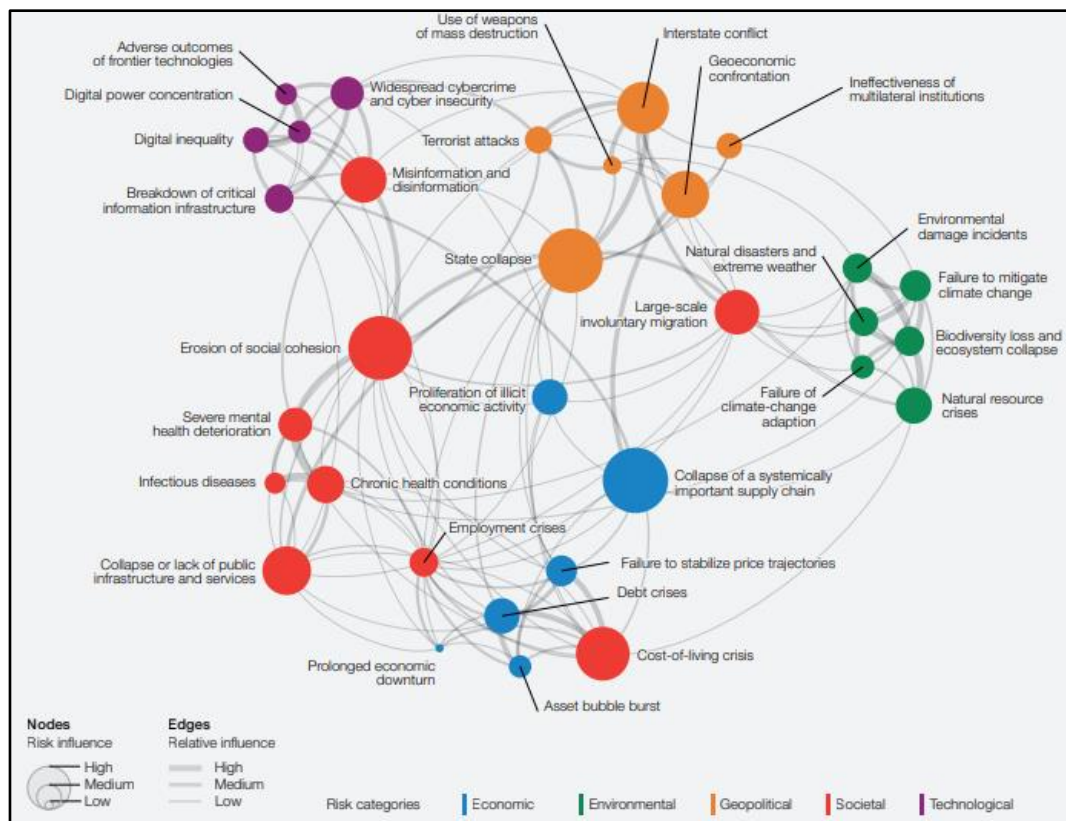 Use of weapons
of mass destruction
Interstate conflict
Adverse outcomes
of frontier technologies
Geoeconomic
confrontation
Ineffectiveness of
multilateral institutions
Digital power concentration
Widespread cybercrime
and cyber insecurity
Digital inequality
Terrorist attacks
Misinformation and
disinformation
Breakdown of critical
information infrastructure
Environmental
damage incidents
Natural disasters and
extreme weather
State collapse
Failure to mitigate
climate change
Large-scale
involuntary migration
Erosion of social cohesion
Biodiversity loss and
ecosystem collapse
Proliferation of illicit
economic activity
Failure of
climate-change
adaption
Natural resource
crises
Severe mental
health deterioration
Infectious diseases
Chronic health conditions
Collapse of a systemically
important supply chain
Employment crises
Collapse or lack of public
infrastructure and services
Failure to stabilize price trajectories
Debt crises
Prolonged economic
downturn
Cost-of-living crisis
Asset bubble burst
Nodes
Risk influence
High
Medium
Low
Edges
Relative influence
High
Medium
Low
Risk categories
Economic
Environmental
Geopolitical
Societal
Technological